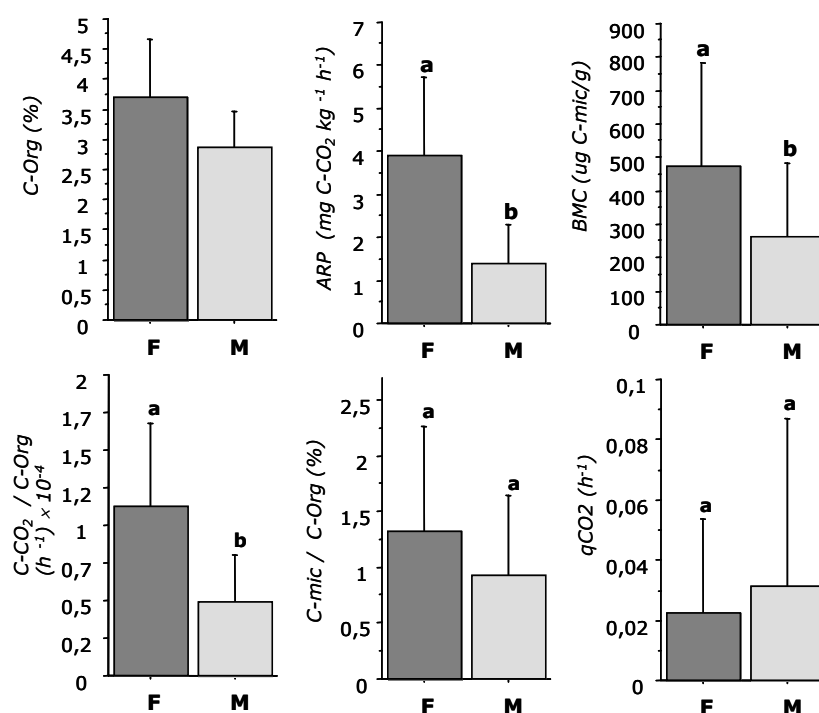 C-Org (%)
5
4,5
4
3,5
3
2,5
2
1,5
1
0,5
0
F M
ARP (mg C-CO₂ kg ⁻¹ h⁻¹)
7
6
5
4
3
2
1
0
a
b
F M
BMC (ug C-mic/g)
900
800
700
600
500
400
300
200
100
0
a
b
F M
C-CO₂ / C-Org
(h ⁻¹) × 10⁻⁴
2
1,7
1,5
1,2
1
0,7
0,5
0,2
0
a
b
F M
C-mic / C-Org (%)
2,5
2
1,5
1
0,5
0
a
a
F M
qCO2 (h⁻¹)
0,1
0,08
0,06
0,04
0,02
0
a
a
F M